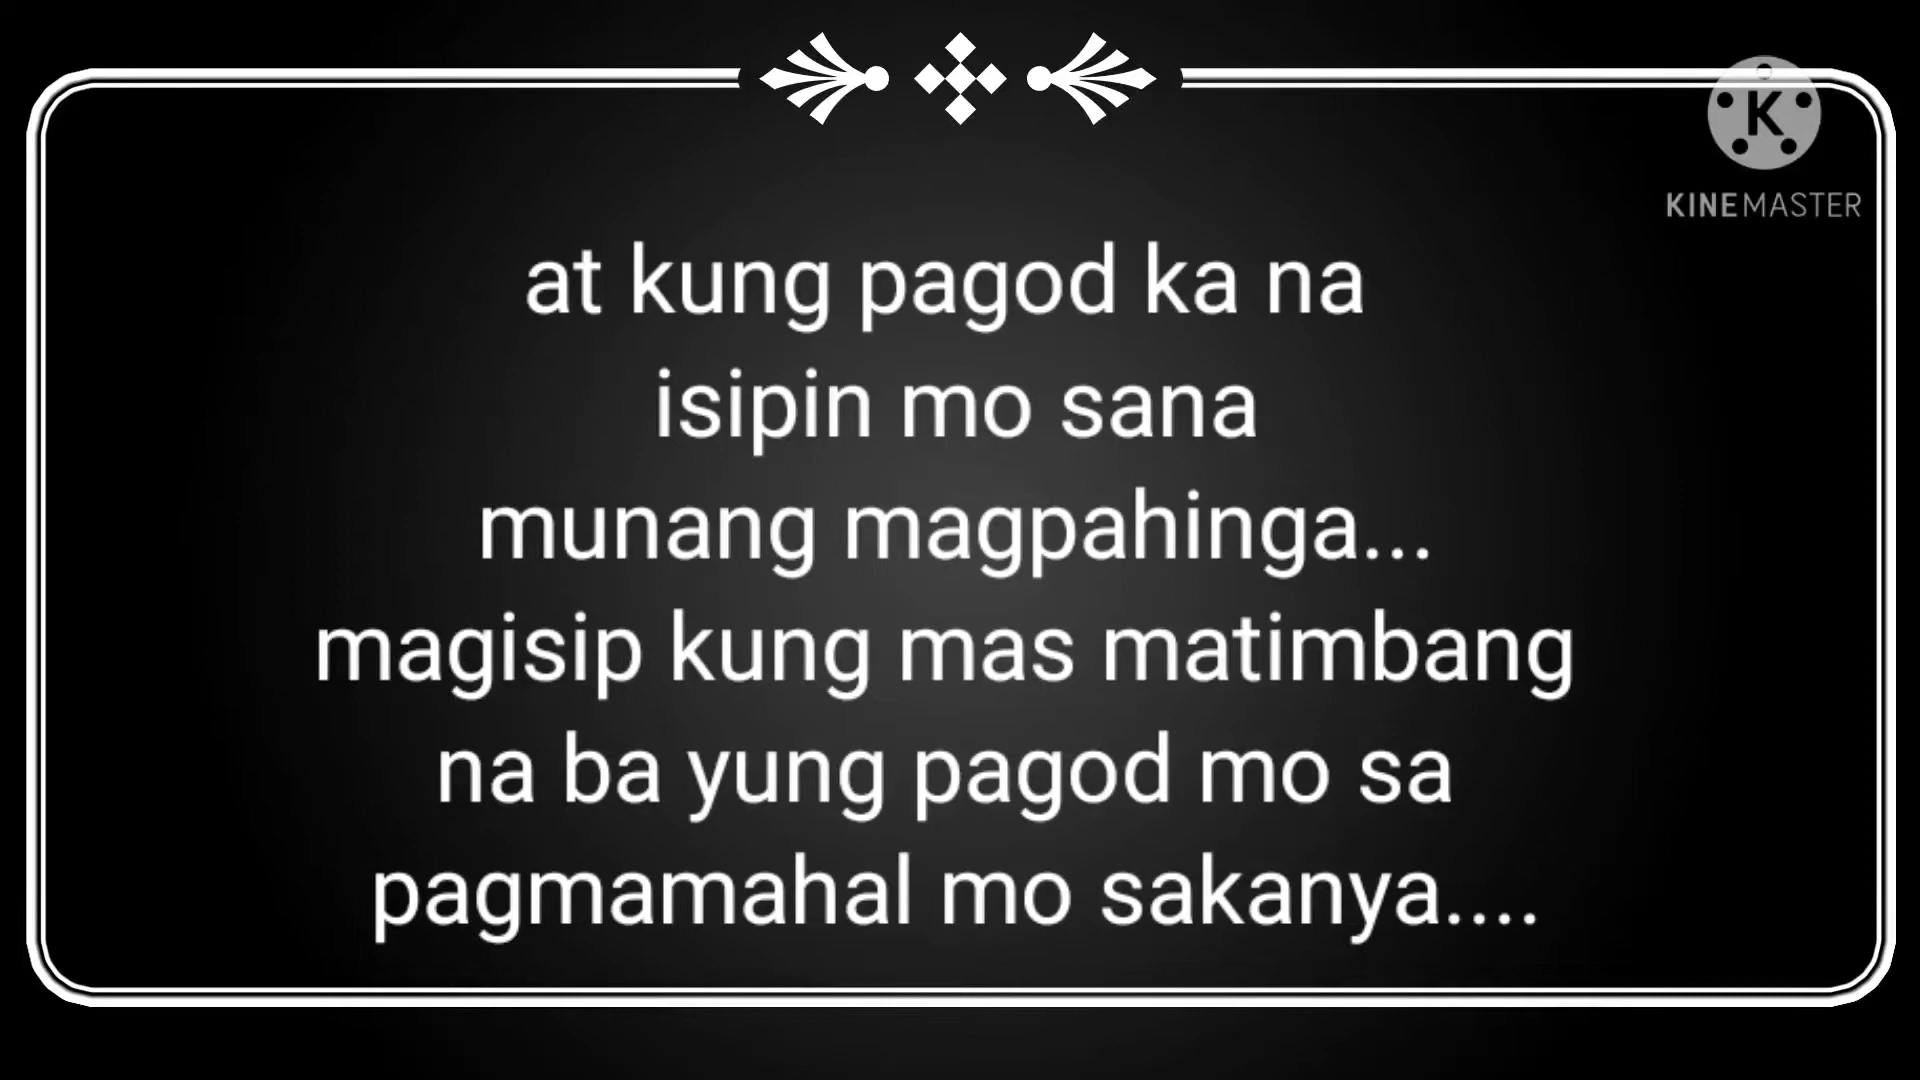 K
KINEMASTER
at kung pagod ka na
isipin mo sana
munang magpahinga...
magisip kung mas matimbang
na ba yung pagod mo sa
pagmamahal mo sakanya....